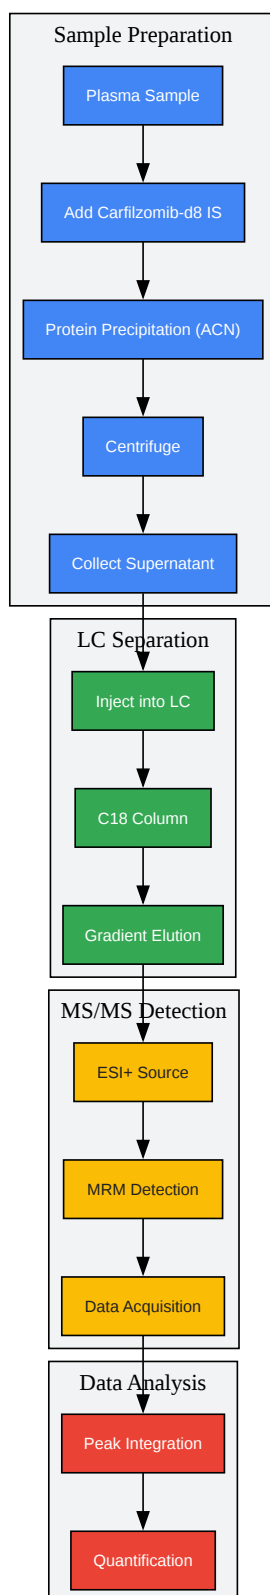 Sample Preparation
Plasma Sample
Add Carfilzomib-d8 IS
Protein Precipitation (ACN)
Centrifuge
Collect Supernatant
LC Separation
Inject into LC
C18 Column
Gradient Elution
MS/MS Detection
ESI+ Source
MRM Detection
Data Acquisition
Data Analysis
Peak Integration
Quantification